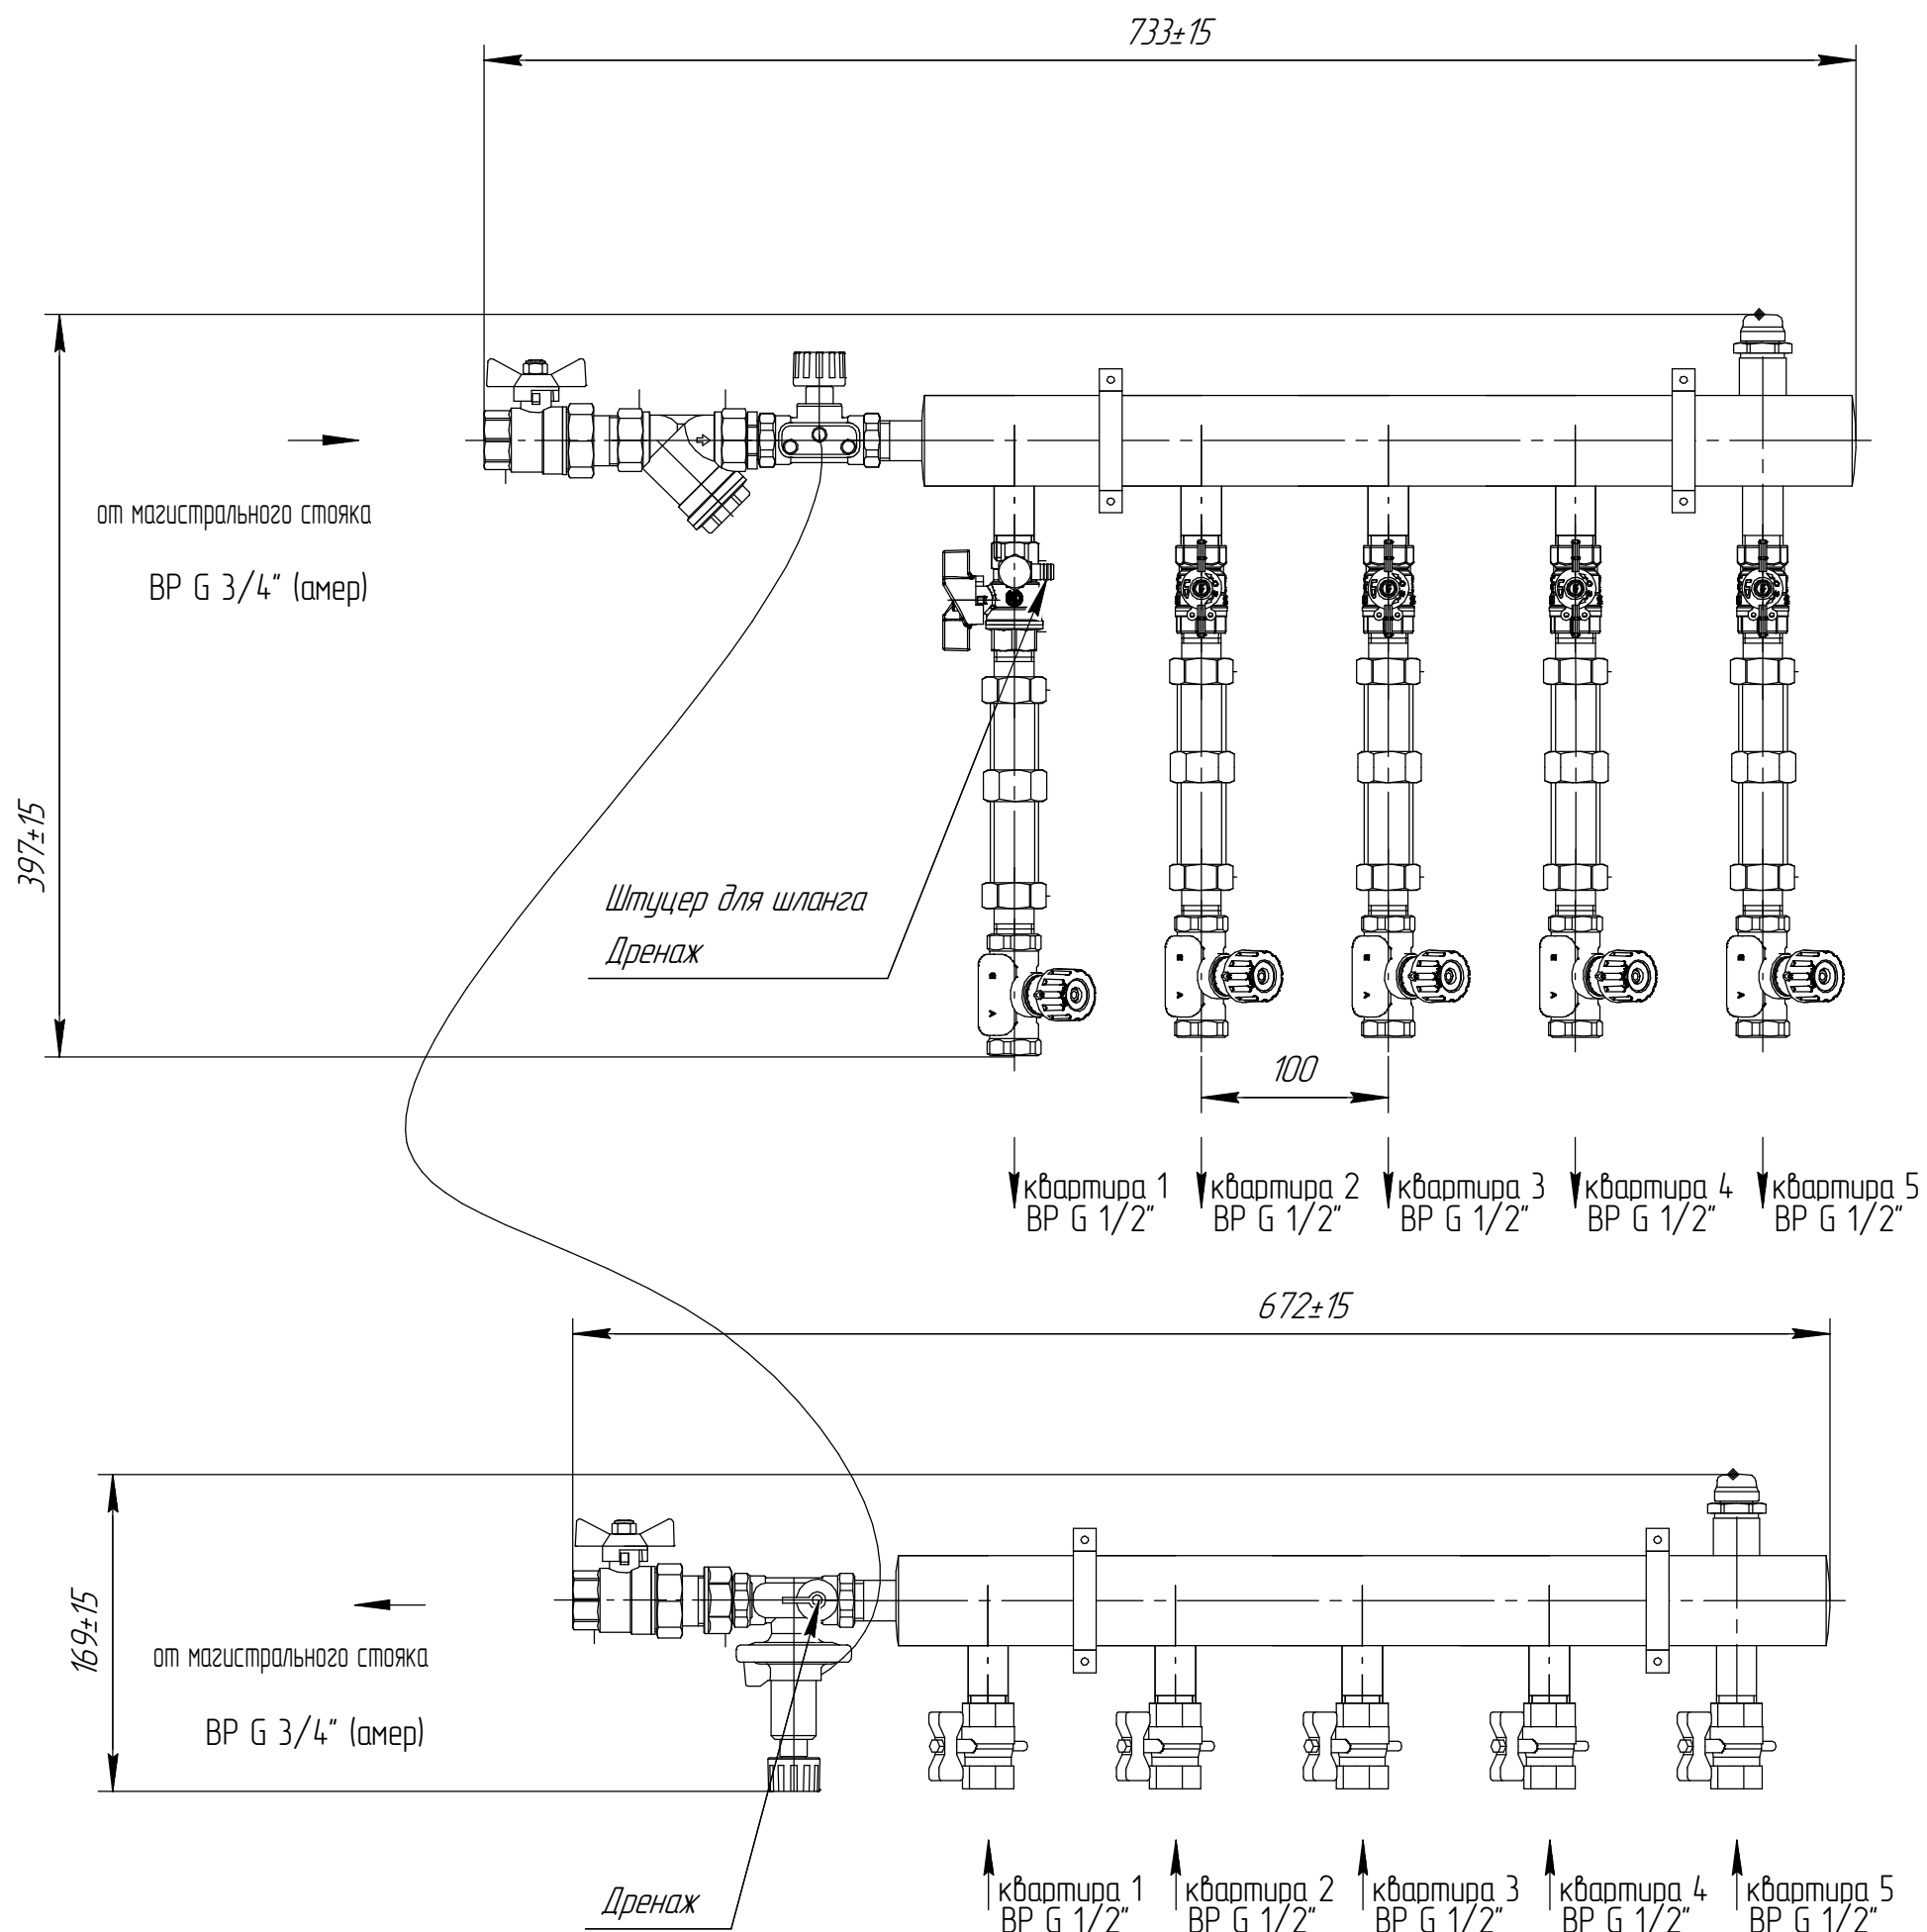 733±15
от магистрального стояка
ВР G 3/4" (амер)
397±15
Штуцер для шланга
Дренаж
100
квартира 1
ВР G 1/2"
квартира 2
ВР G 1/2"
квартира 3
ВР G 1/2"
квартира 4
ВР G 1/2"
квартира 5
ВР G 1/2"
672±15
169±15
от магистрального стояка
ВР G 3/4" (амер)
Дренаж
квартира 1
ВР G 1/2"
квартира 2
ВР G 1/2"
квартира 3
ВР G 1/2"
квартира 4
ВР G 1/2"
квартира 5
ВР G 1/2"